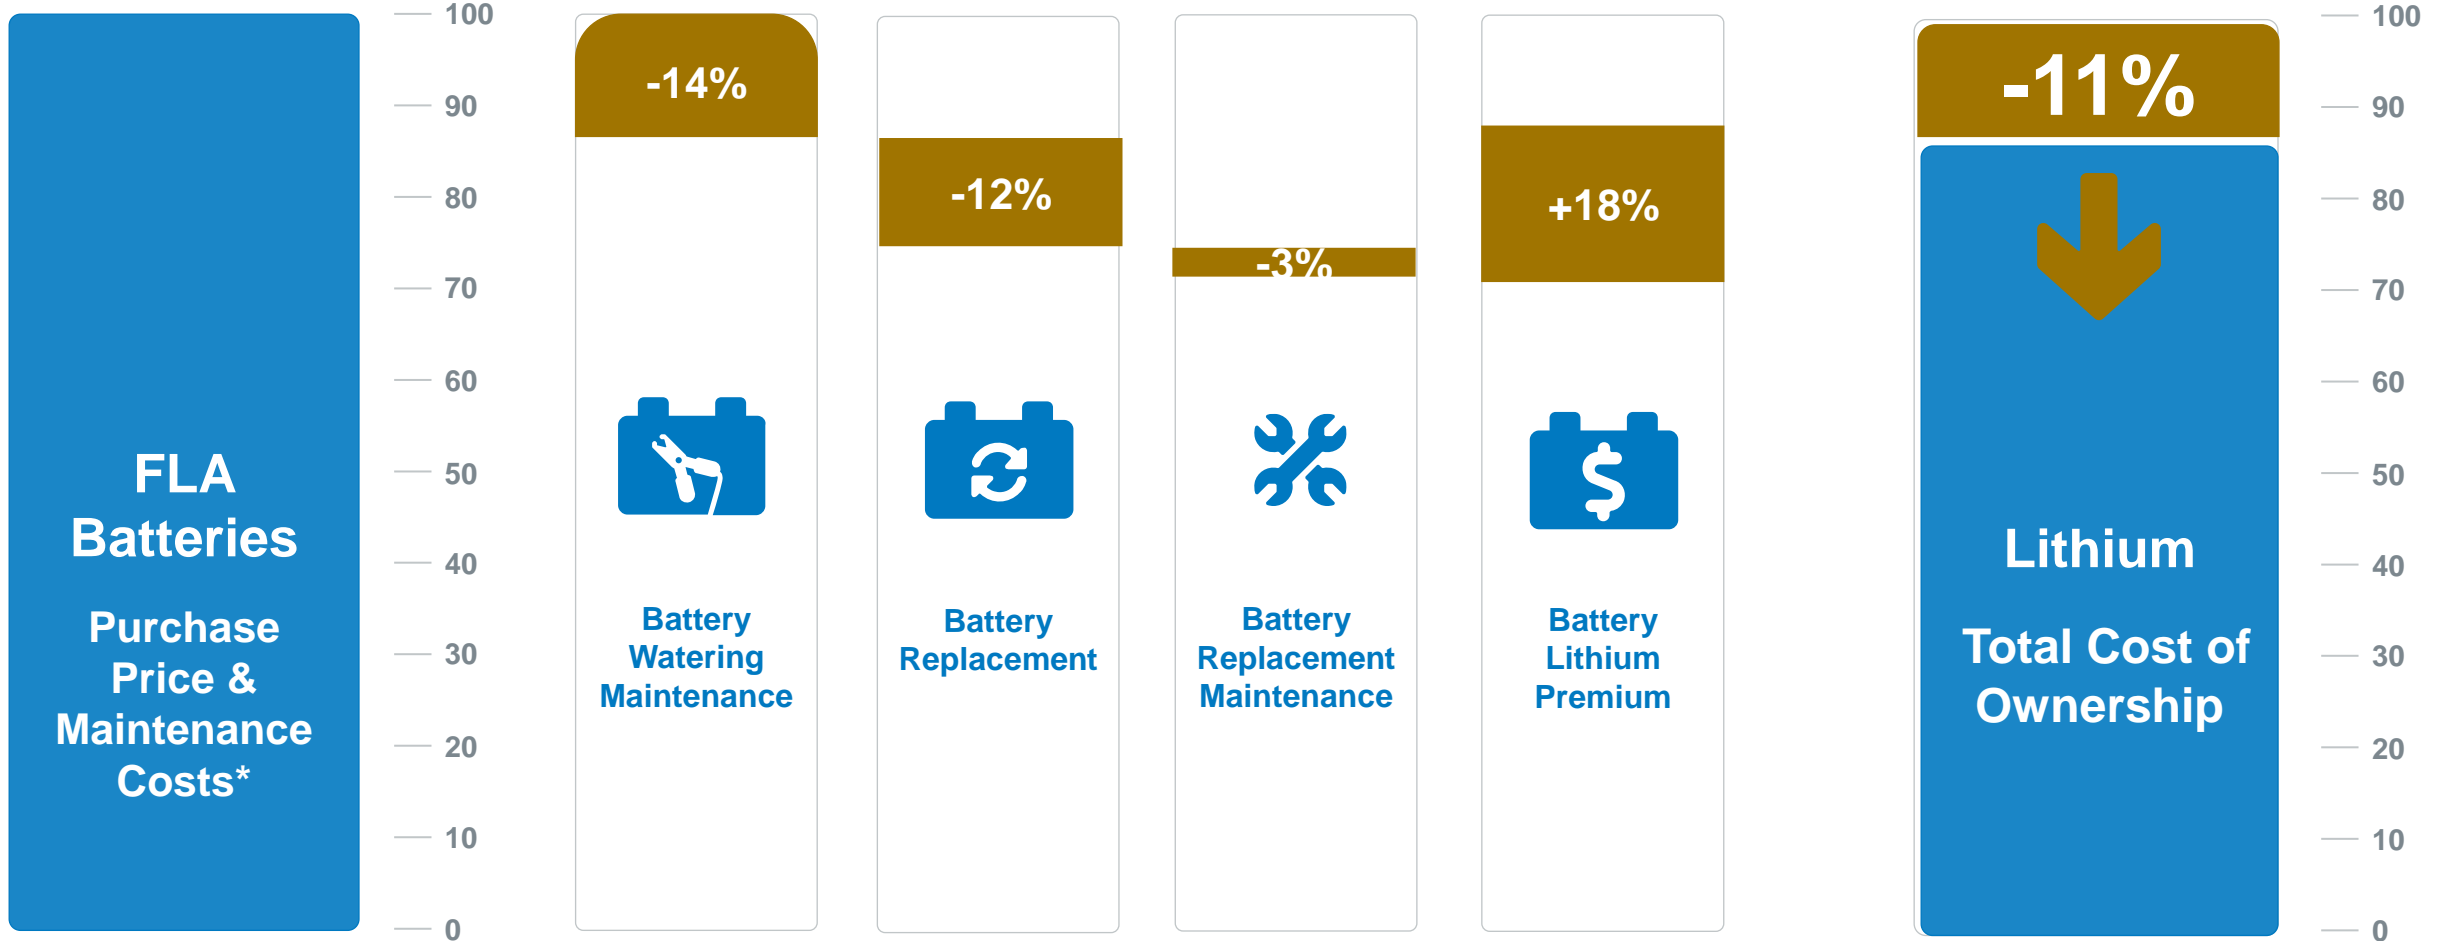 FLA
Batteries
Purchase
Price &
Maintenance
Costs*
100
90
80
70
60
50
40
30
20
10
0
-14%
Battery
Watering
Maintenance
-12%
Battery
Replacement
-3%
Battery
Replacement
Maintenance
+18%
Battery
Lithium
Premium
-11%
Lithium
Total Cost of
Ownership
100
90
80
70
60
50
40
30
20
10
0